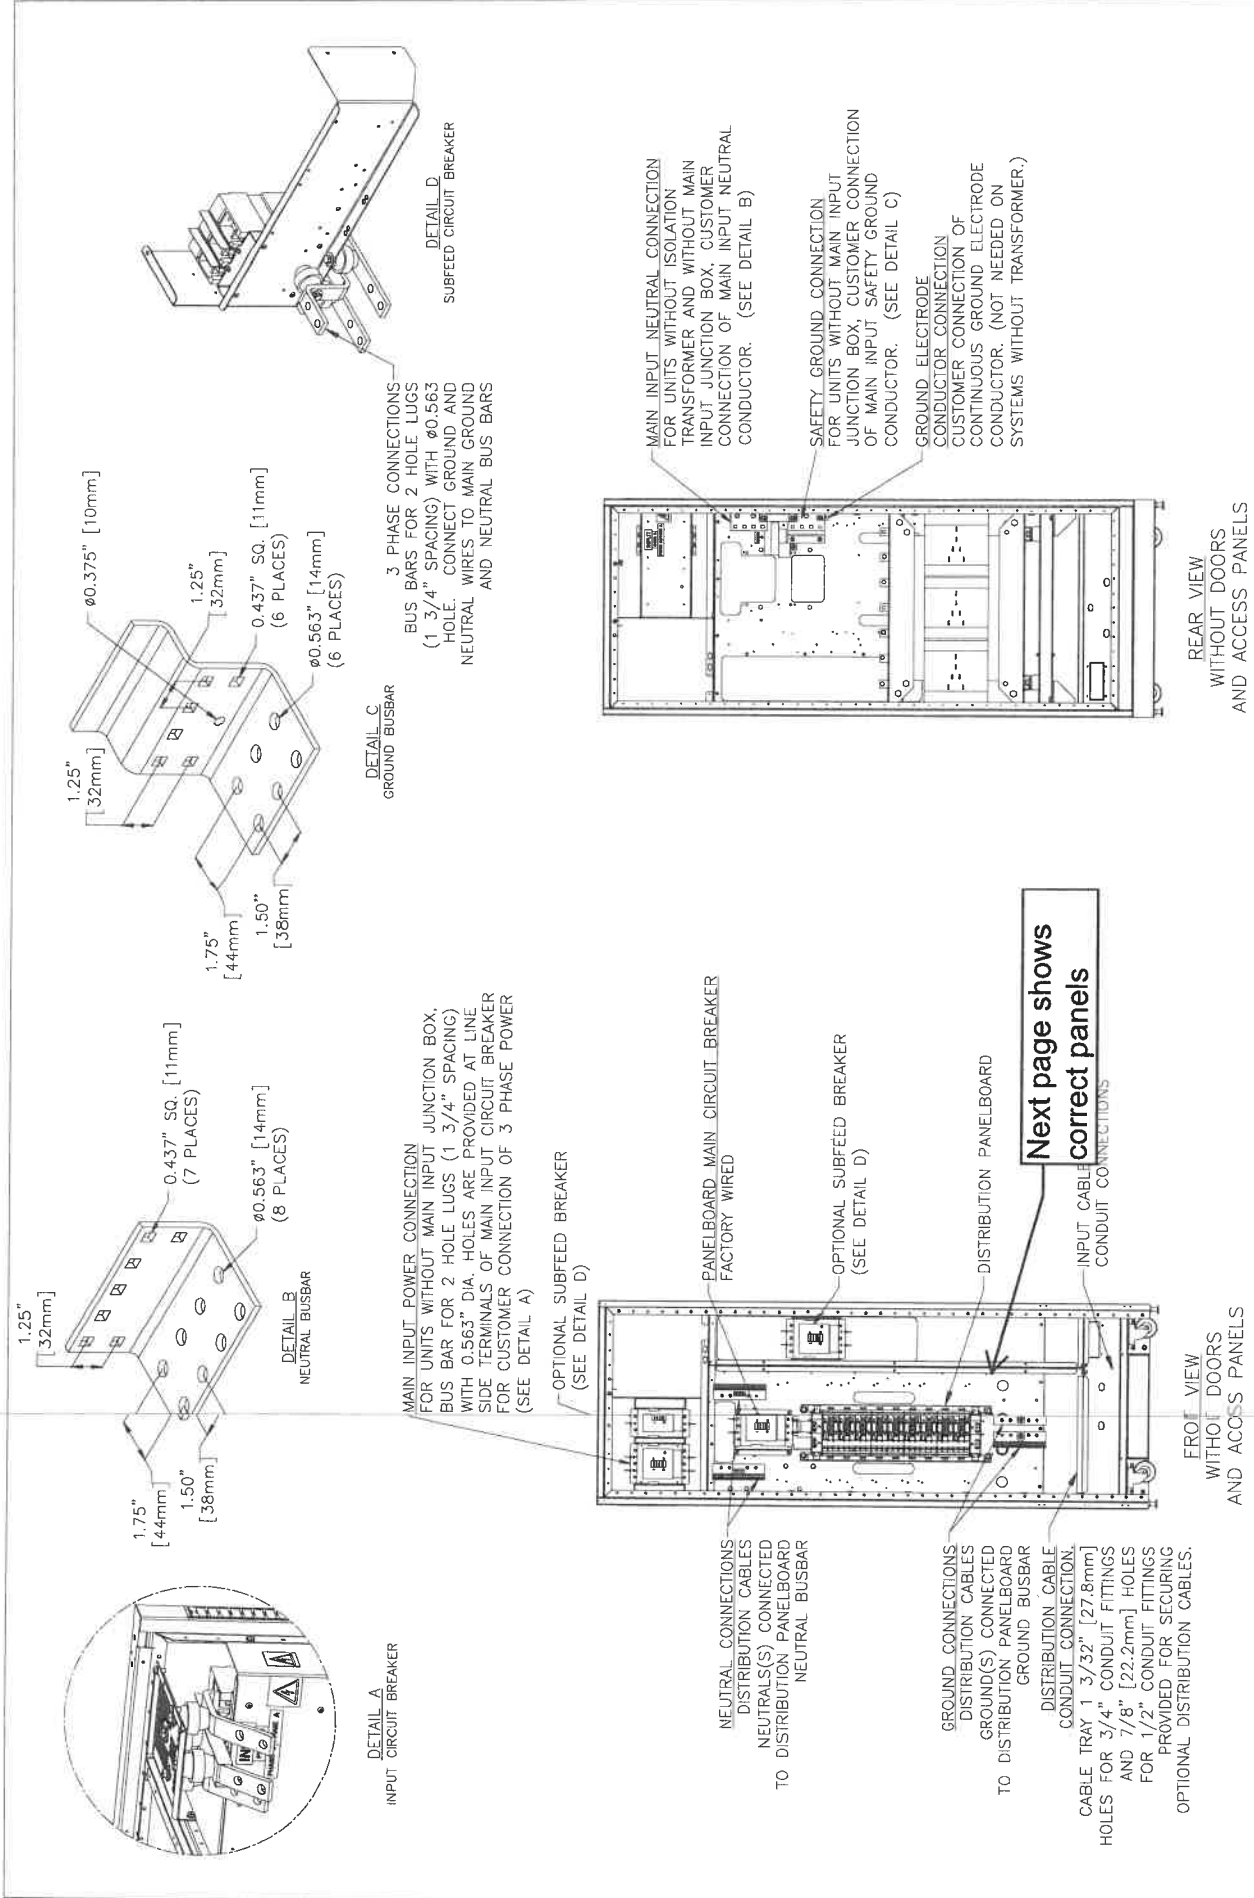 1.75"
[44mm]
1.50"
[38mm]
1.25"
[32mm]
0.437" SQ. [11mm]
(7 PLACES)
ø0.563" [14mm]
(8 PLACES)
1.75"
[44mm]
1.50"
[38mm]
1.25"
[32mm]
ø0.375" [10mm]
1.25"
[32mm]
0.437" SQ. [11mm]
(6 PLACES)
ø0.563" [14mm]
(6 PLACES)
DETAIL A
INPUT CIRCUIT BREAKER
DETAIL B
NEUTRAL BUSBAR
DETAIL C
GROUND BUSBAR
DETAIL D
SUBFEED CIRCUIT BREAKER
3 PHASE CONNECTIONS
BUS BARS FOR 2 HOLE LUGS
(1 3/4" SPACING) WITH ø0.563
HOLE. CONNECT GROUND AND
NEUTRAL WIRES TO MAIN GROUND
AND NEUTRAL BUS BARS
MAIN INPUT POWER CONNECTION
FOR UNITS WITHOUT MAIN INPUT JUNCTION BOX,
BUS BAR FOR 2 HOLE LUGS (1 3/4" SPACING)
WITH 0.563" DIA. HOLES ARE PROVIDED AT LINE
SIDE TERMINALS OF MAIN INPUT CIRCUIT BREAKER
FOR CUSTOMER CONNECTION OF 3 PHASE POWER
(SEE DETAIL A)
OPTIONAL SUBFEED BREAKER
(SEE DETAIL D)
PANELBOARD MAIN CIRCUIT BREAKER
FACTORY WIRED
OPTIONAL SUBFEED BREAKER
(SEE DETAIL D)
DISTRIBUTION PANELBOARD
Next page shows
correct panels
INPUT CABLE
CONDUIT CONNECTIONS
NEUTRAL CONNECTIONS
DISTRIBUTION CABLES
NEUTRALS(S) CONNECTED
TO DISTRIBUTION PANELBOARD
NEUTRAL BUSBAR
GROUND CONNECTIONS
DISTRIBUTION CABLES
GROUND(S) CONNECTED
TO DISTRIBUTION PANELBOARD
GROUND BUSBAR
DISTRIBUTION CABLE
CONDUIT CONNECTION.
CABLE TRAY 1 3/32" [27.8mm]
HOLES FOR 3/4" CONDUIT FITTINGS
AND 7/8" [22.2mm] HOLES
FOR 1/2" CONDUIT FITTINGS
PROVIDED FOR SECURING
OPTIONAL DISTRIBUTION CABLES.
VIEW
DOORS
PANELS
MAIN INPUT NEUTRAL CONNECTION
FOR UNITS WITHOUT ISOLATION
TRANSFORMER AND WITHOUT MAIN
INPUT JUNCTION BOX, CUSTOMER
CONNECTION OF MAIN INPUT NEUTRAL
CONDUCTOR. (SEE DETAIL B)
SAFETY GROUND CONNECTION
FOR UNITS WITHOUT MAIN INPUT
JUNCTION BOX, CUSTOMER CONNECTION
OF MAIN INPUT SAFETY GROUND
CONDUCTOR. (SEE DETAIL C)
GROUND ELECTRODE
CONDUCTOR CONNECTION
CUSTOMER CONNECTION OF
CONTINUOUS GROUND ELECTRODE
CONDUCTOR. (NOT NEEDED ON
SYSTEMS WITHOUT TRANSFORMER.)
REAR VIEW
WITHOUT DOORS
AND ACCESS PANELS